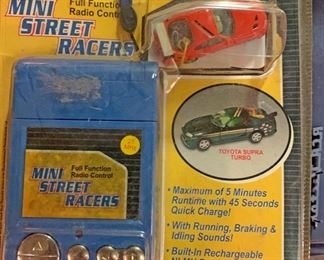 MINI
STREET
RACERS
Full Function
Radio Control
TOYOTA SUPRA
TURBO
Full Function
Radio Control
MINI
STREET
RACERS
• Maximum of 5 Minutes
Runtime with 45 Seconds
Quick Charge!
• With Running, Braking &
Idling Sounds!
• Built-In Rechargeable